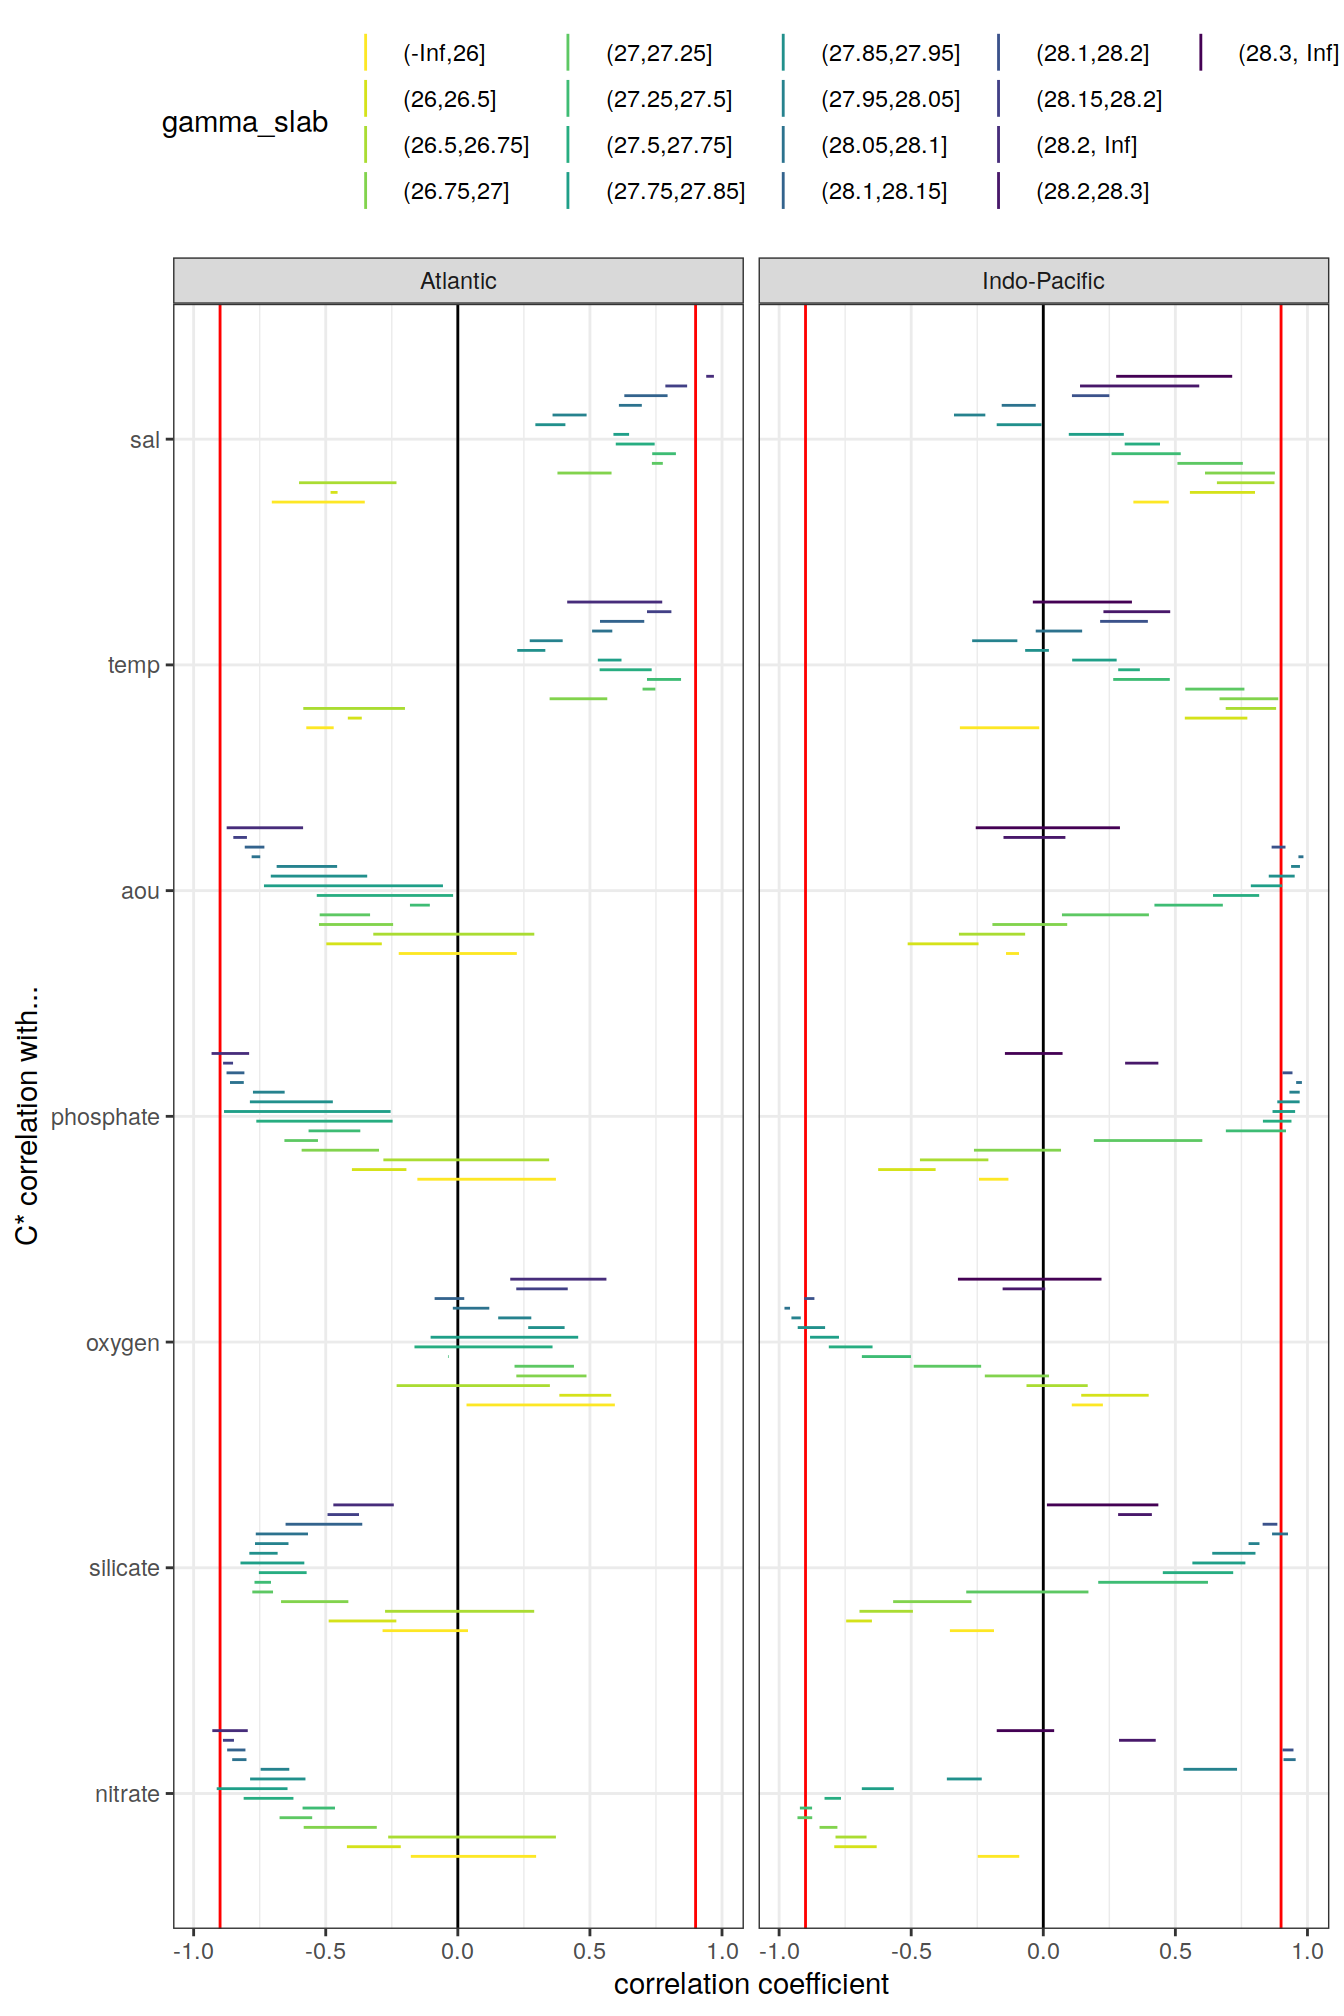 gamma_slab
(-Inf,26]
(26,26.5]
(26.5,26.75]
(26.75,27]
(27,27.25]
(27.25,27.5]
(27.5,27.75]
(27.75,27.85]
(27.85,27.95]
(27.95,28.05]
(28.05,28.1]
(28.1,28.15]
(28.1,28.2]
(28.15,28.2]
(28.2, Inf]
(28.2,28.3]
(28.3, Inf]
Atlantic
Indo-Pacific
C* correlation with...
sal
temp
aou
phosphate
oxygen
silicate
nitrate
-1.0 -0.5 0.0 0.5 1.0
-1.0 -0.5 0.0 0.5 1.0
correlation coefficient